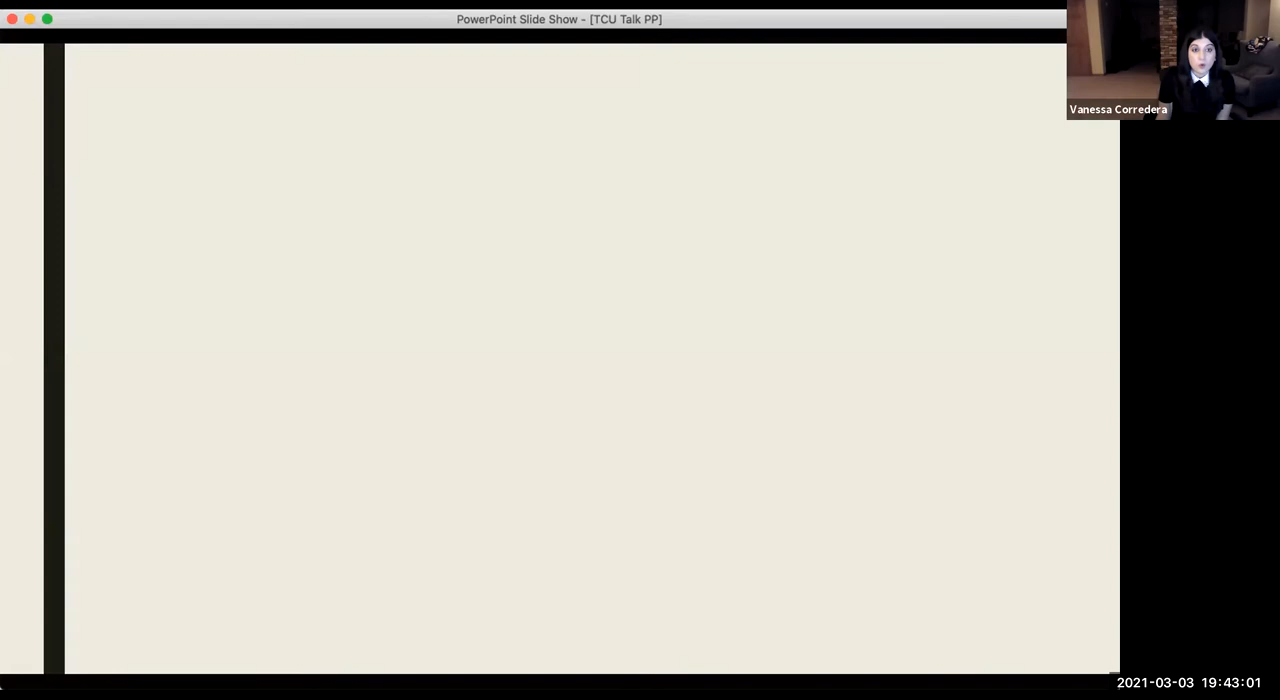 PowerPoint Slide Show - [TCU Talk PP]
Vanessa Corredera
2021-03-03 19:43:01